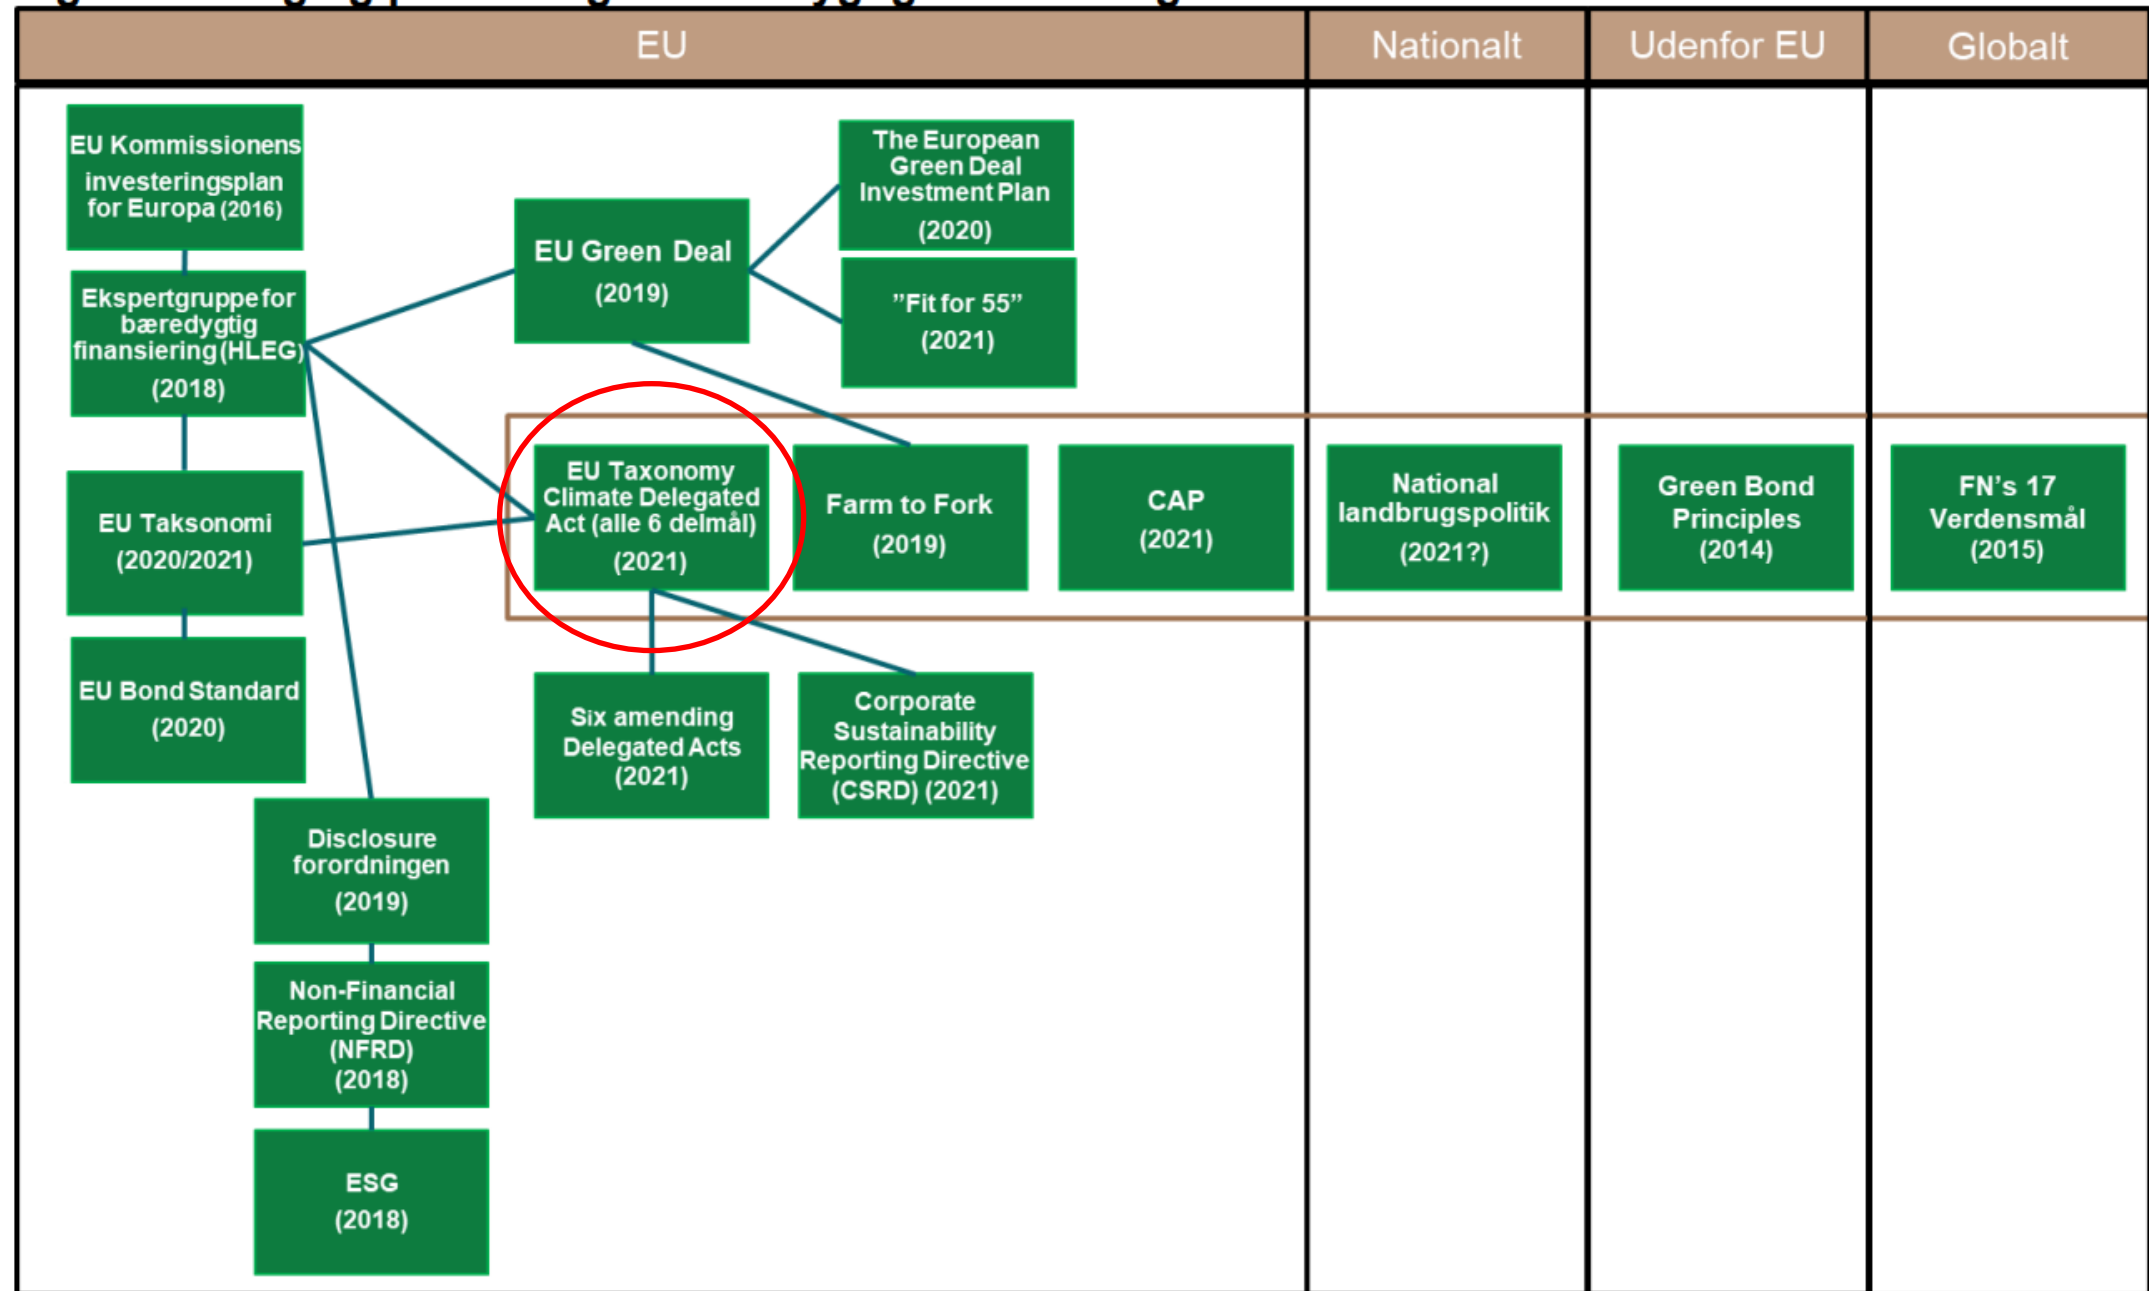 EU
Nationalt
Udenfor EU
Globalt
EU Kommissionens
investeringsplan
for Europa (2016)
Ekspertgruppe for
bæredygtig
finansiering (HLEG)
(2018)
EU Taksonomi
(2020/2021)
EU Bond Standard
(2020)
Disclosure
forordningen
(2019)
Non-Financial
Reporting Directive
(NFRD)
(2018)
ESG
(2018)
EU Green Deal
(2019)
The European
Green Deal
Investment Plan
(2020)
”Fit for 55”
(2021)
EU Taxonomy
Climate Delegated
Act (alle 6 delmål)
(2021)
Farm to Fork
(2019)
CAP
(2021)
Six amending
Delegated Acts
(2021)
Corporate
Sustainability
Reporting Directive
(CSRD) (2021)
National
landbrugspolitik
(2021?)
Green Bond
Principles
(2014)
FN’s 17
Verdensmål
(2015)